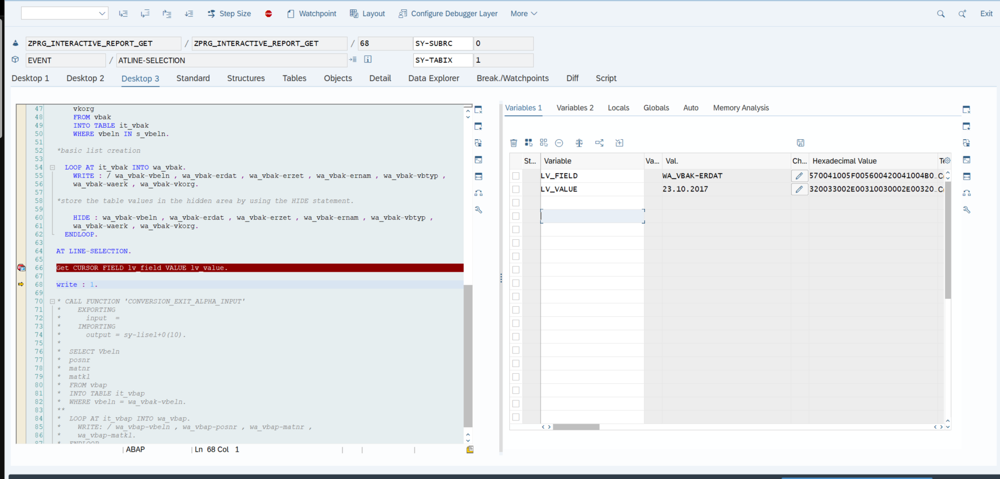 Step Size Watchpoint Layout Configure Debugger Layer More Exit
ZPRG_INTERACTIVE_REPORT_GET / ZPRG_INTERACTIVE_REPORT_GET / 68 SY-SUBRC 0
EVENT / ATLINE-SELECTION SY-TABIX 1
Desktop 1 Desktop 2 Desktop 3 Standard Structures Tables Objects Detail Data Explorer Break./Watchpoints Diff Script
47 vkorg
48 FROM vbak
49 INTO TABLE it_vbak
50 WHERE vbeln IN s_vbeln.
51
52 *basic list creation
53
54 LOOP AT it_vbak INTO wa_vbak.
55 WRITE : / wa_vbak-vbeln , wa_vbak-erdat , wa_vbak-erzet , wa_vbak-ernam , wa_vbak-vbtyp ,
56 wa_vbak-waerk , wa_vbak-vkorg.
57
58 *store the table values in the hidden area by using the HIDE statement.
59
60 HIDE : wa_vbak-vbeln , wa_vbak-erdat , wa_vbak-erzet , wa_vbak-ernam , wa_vbak-vbtyp ,
61 wa_vbak-waerk , wa_vbak-vkorg.
62 ENDLOOP.
63
64 AT LINE-SELECTION.
65
66 Get CURSOR FIELD lv_field VALUE lv_value.
67
68 write : 1.
69
70 * CALL FUNCTION 'CONVERSION_EXIT_ALPHA_INPUT'
71 * EXPORTING
72 * input =
73 * IMPORTING
74 * output = sy-lisel+0(10).
75 *
76 * SELECT Vbeln
77 * posnr
78 * matnr
79 * matkl
80 * FROM vbap
81 * INTO TABLE it_vbap
82 * WHERE vbeln = wa_vbak-vbeln.
83 **
84 * LOOP AT it_vbap INTO wa_vbap.
85 * WRITE: / wa_vbap-vbeln , wa_vbap-posnr , wa_vbap-matnr ,
86 * wa_vbap-matkl.
87 * ENDLOOP
ABAP Ln 68 Col 1
Variables 1 Variables 2 Locals Globals Auto Memory Analysis
St... Variable Va... Val. Ch... Hexadecimal Value
LV_FIELD WA_VBAK-ERDAT 570041005F005600420041004B0...
LV_VALUE 23.10.2017 320033002E00310030002E00320...